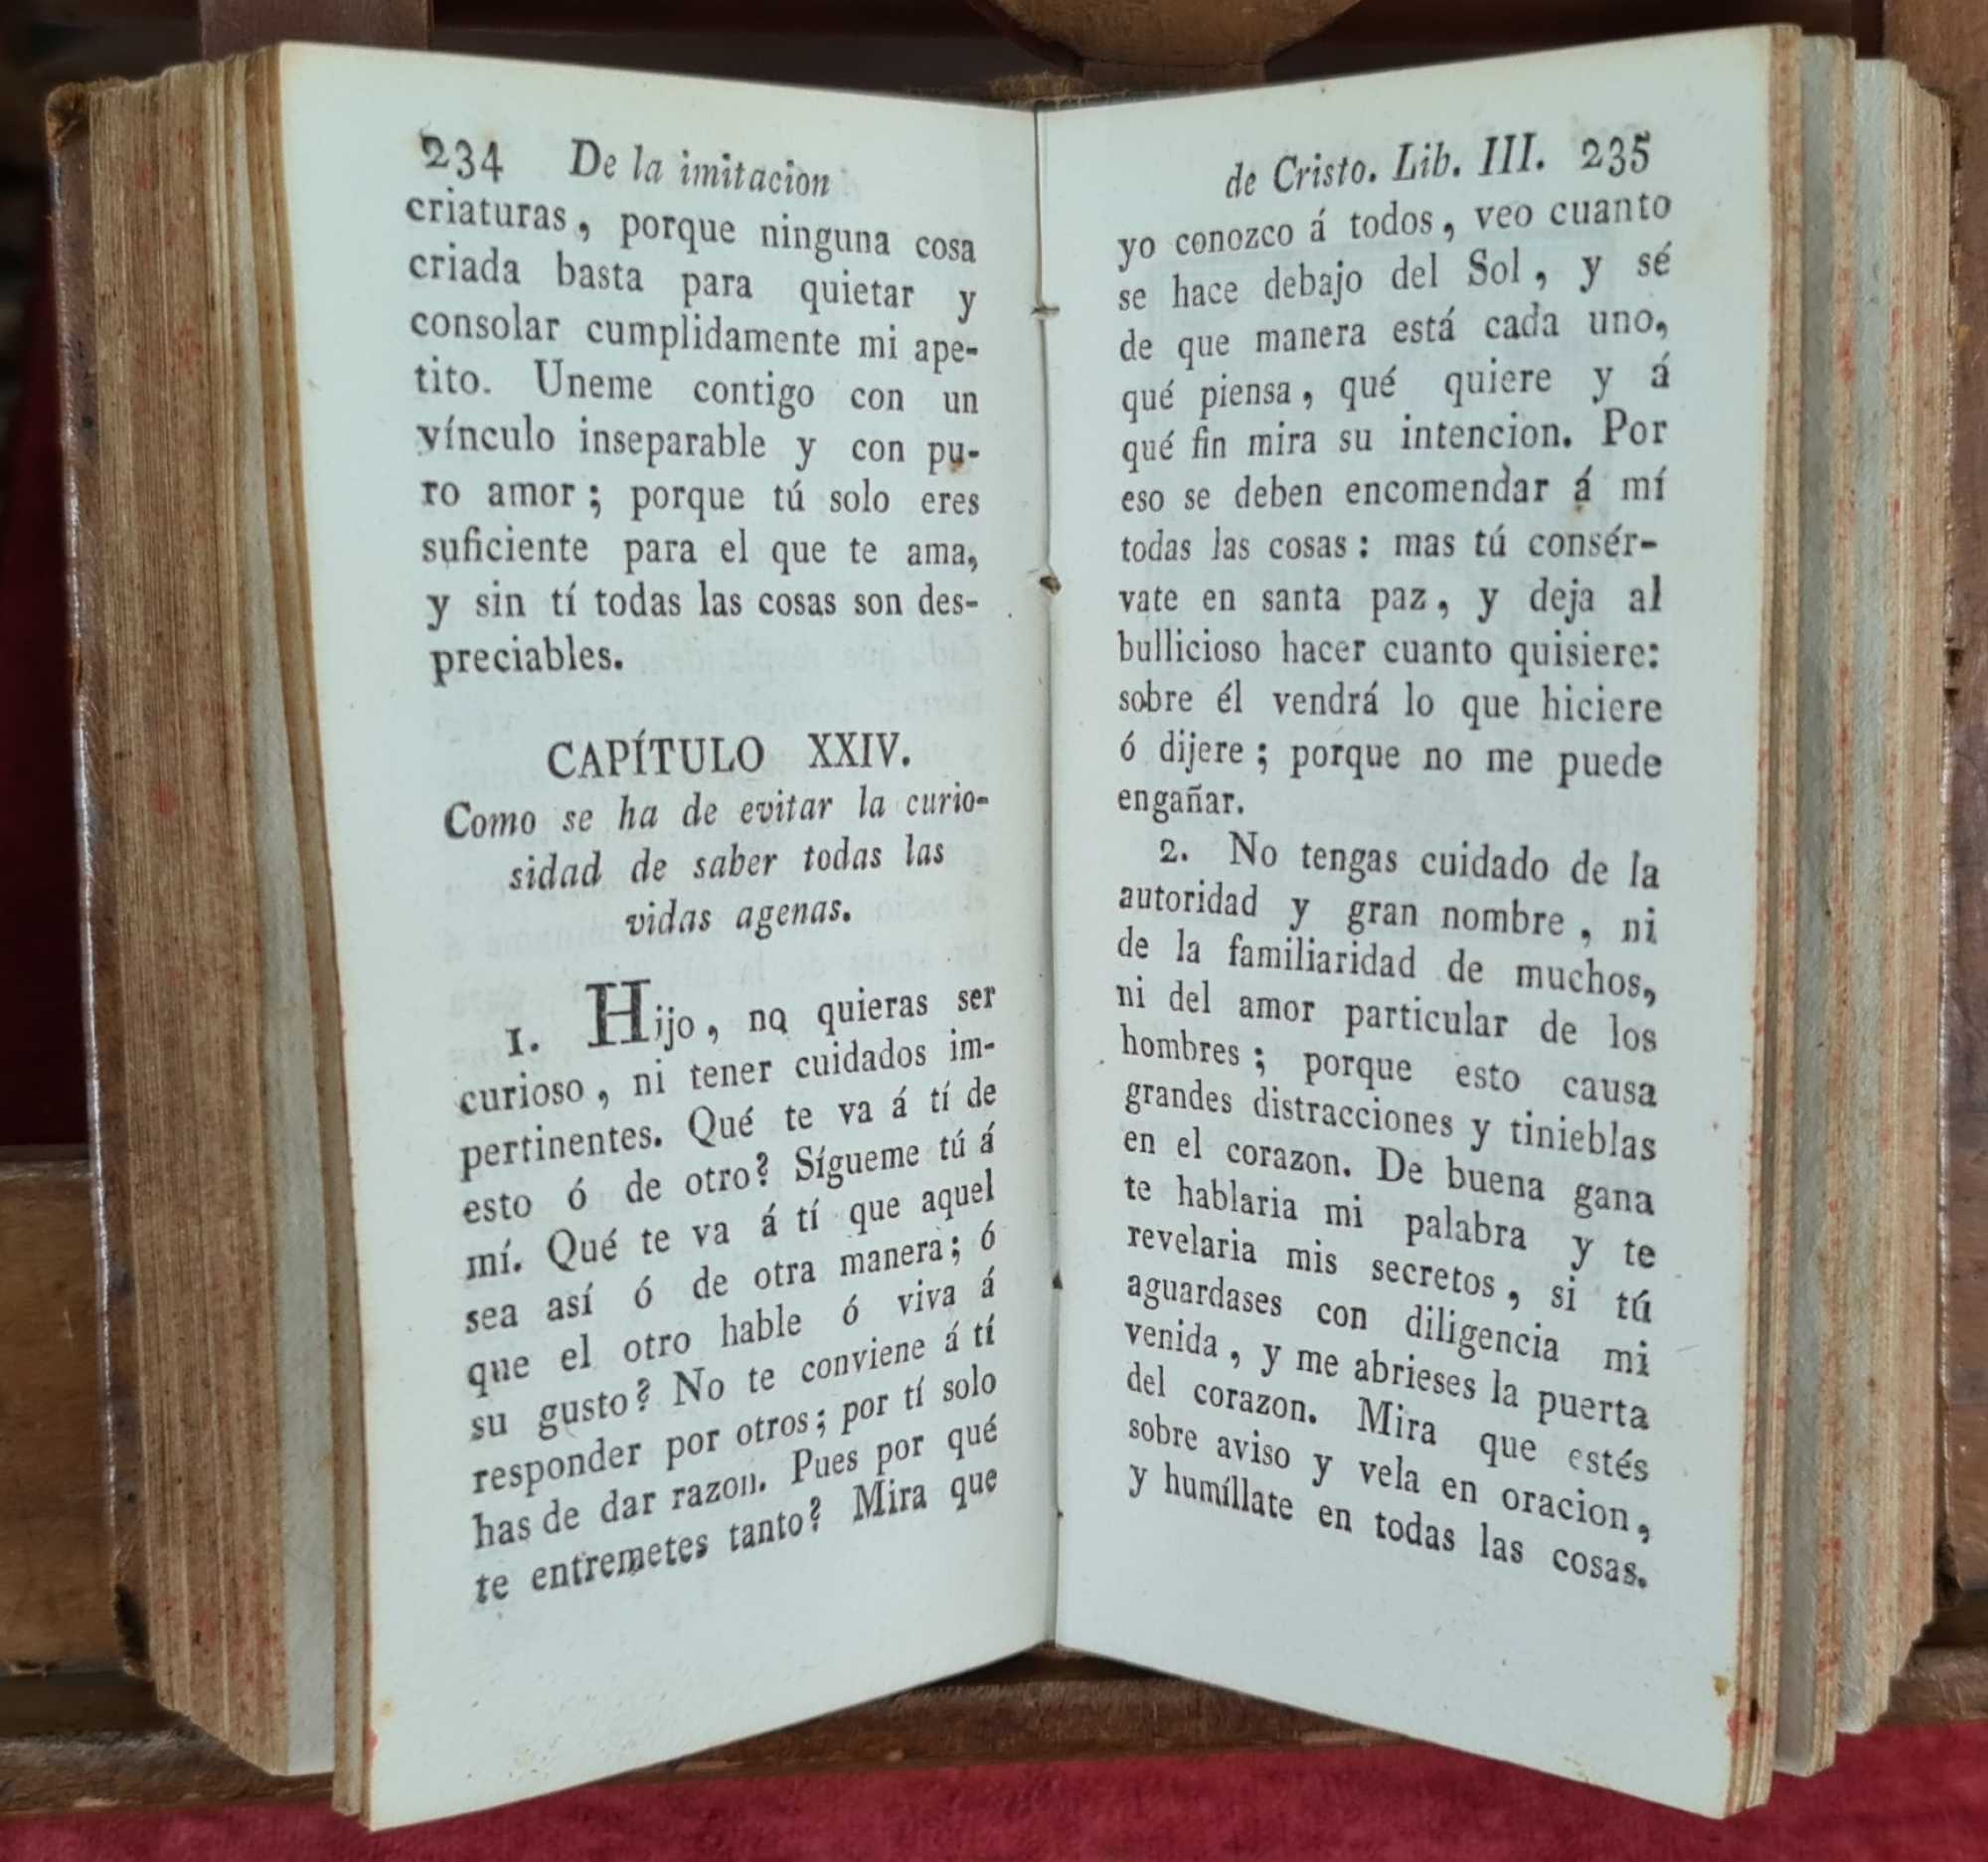 234 De la imitacion
criaturas, porque ninguna cosa
criada basta para quietar y
consolar cumplidamente mi ape-
tito. Uneme contigo con un
vínculo inseparable y con pu-
ro amor; porque tú solo eres
suficiente para el que te ama,
y sin tí todas las cosas son des-
preciables.
CAPÍTULO XXIV.
Como se ha de evitar la curio-
sidad de saber todas las
vidas agenas.
1. Hijo, no quieras ser
curioso, ni tener cuidados im-
pertinentes. Qué te va á tí de
esto ó de otro? Sígueme tú á
mí. Qué te va á tí que aquel
sea así ó de otra manera; ó
que el otro hable ó viva á
su gusto? No te conviene á tí
responder por otros; por tí solo
has de dar razon. Pues por qué
te entremetes tanto? Mira que
de Cristo. Lib. III. 235
yo conozco á todos, veo cuanto
se hace debajo del Sol, y sé
de que manera está cada uno,
qué piensa, qué quiere y á
qué fin mira su intencion. Por
eso se deben encomendar á mí
todas las cosas: mas tú consér-
vate en santa paz, y deja al
bullicioso hacer cuanto quisiere:
sobre él vendrá lo que hiciere
ó dijere; porque no me puede
engañar.
2. No tengas cuidado de la
autoridad y gran nombre, ni
de la familiaridad de muchos,
ni del amor particular de los
hombres; porque esto causa
grandes distracciones y tinieblas
en el corazon. De buena gana
te hablaria mi palabra y te
revelaria mis secretos, si tú
aguardases con diligencia mi
venida, y me abrieses la puerta
del corazon. Mira que estés
sobre aviso y vela en oracion,
y humíllate en todas las cosas.